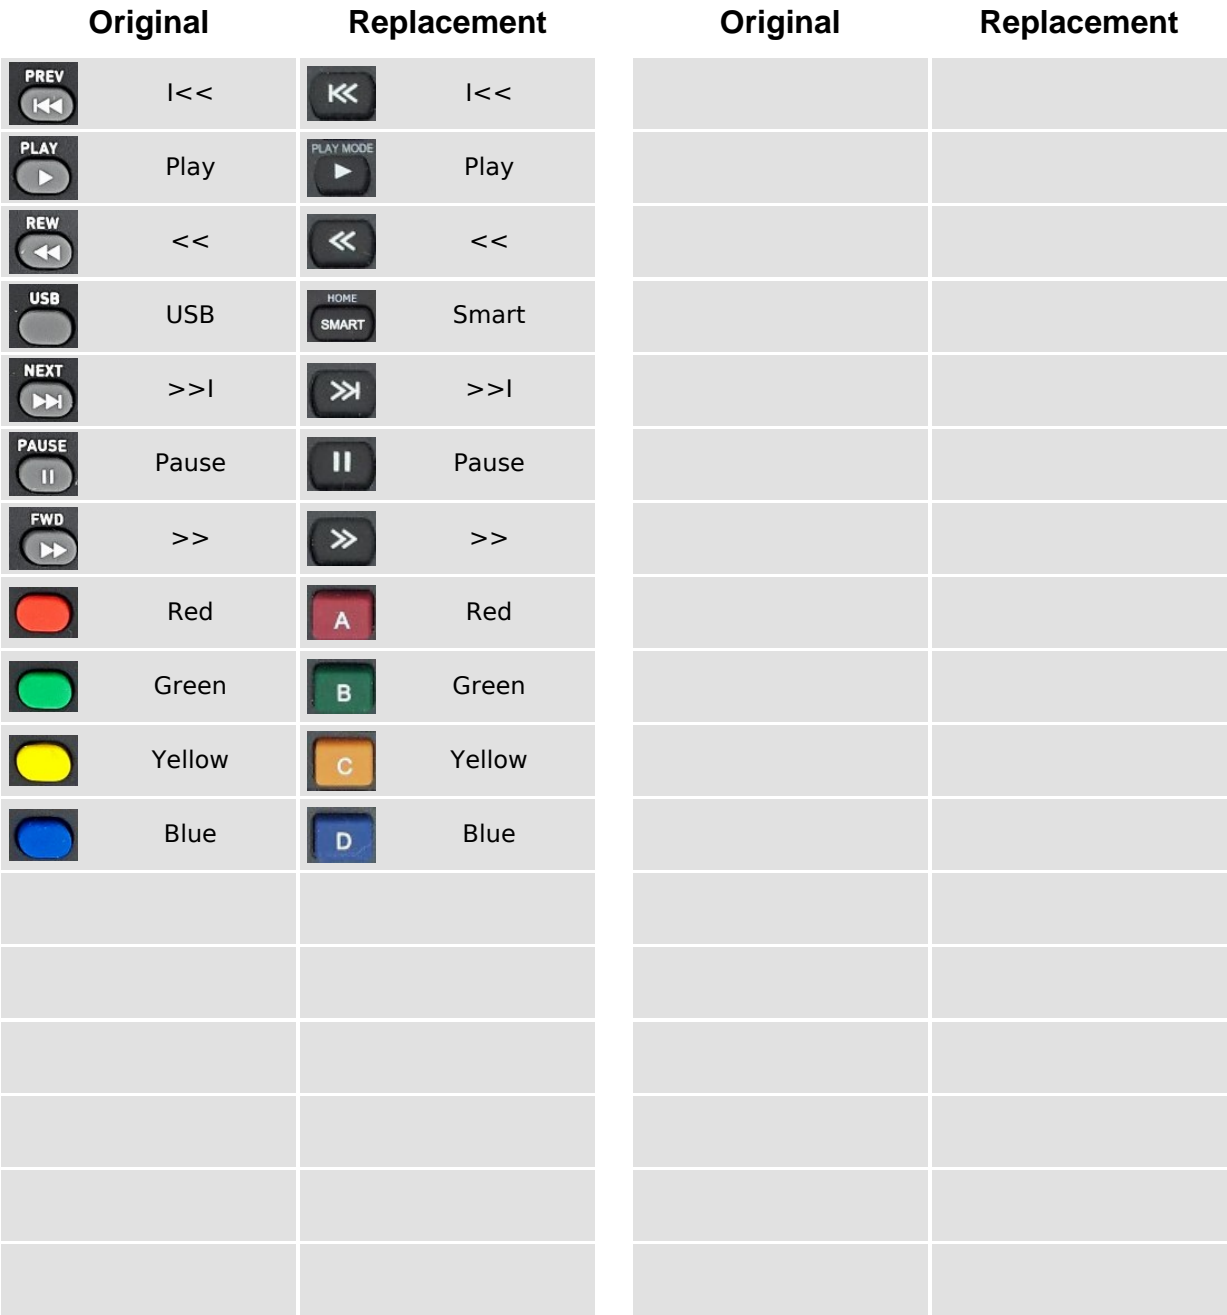 Original Replacement Original Replacement
PREV
I<< I<<
PLAY PLAY MODE
Play Play
REW
<< <<
USB HOME
USB SMART Smart
NEXT
>>I >>I
PAUSE
Pause Pause
FWD
>> >>
Red A Red
Green B Green
Yellow C Yellow
Blue D Blue